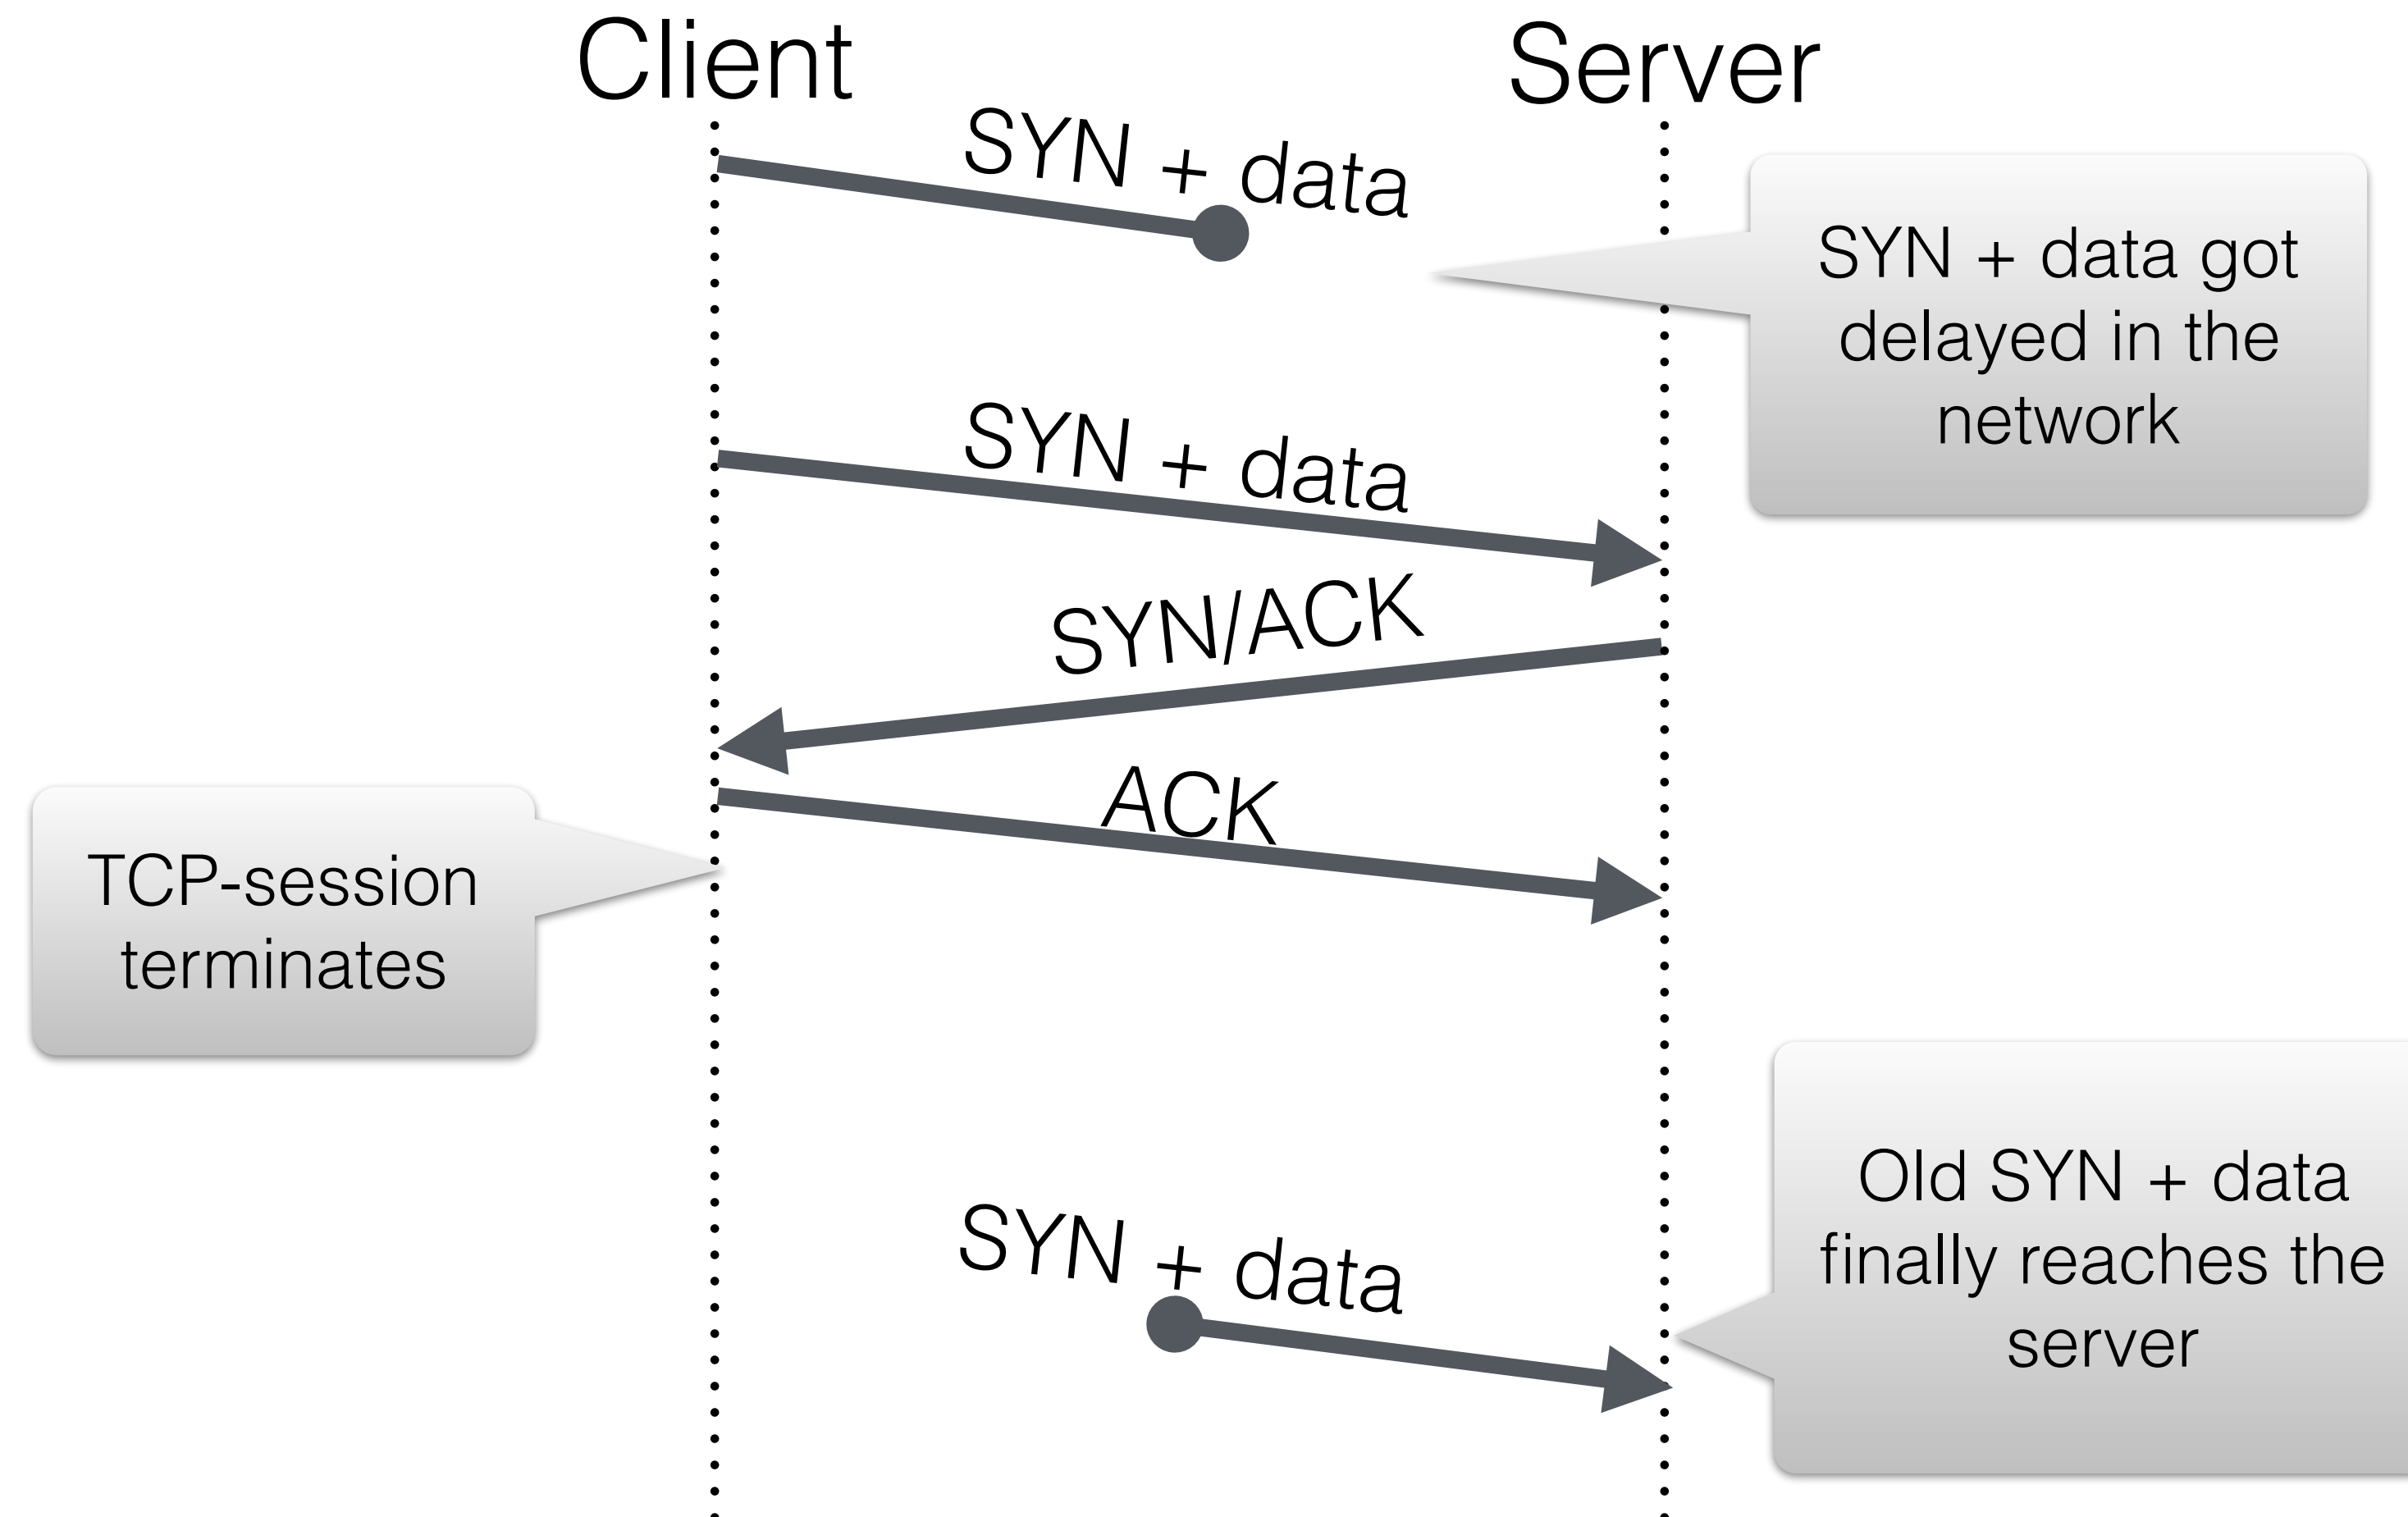 Client
Server
SYN + data
SYN + data got
delayed in the
network
SYN + data
SYN/ACK
ACK
TCP-session
terminates
SYN + data
Old SYN + data
finally reaches the
server